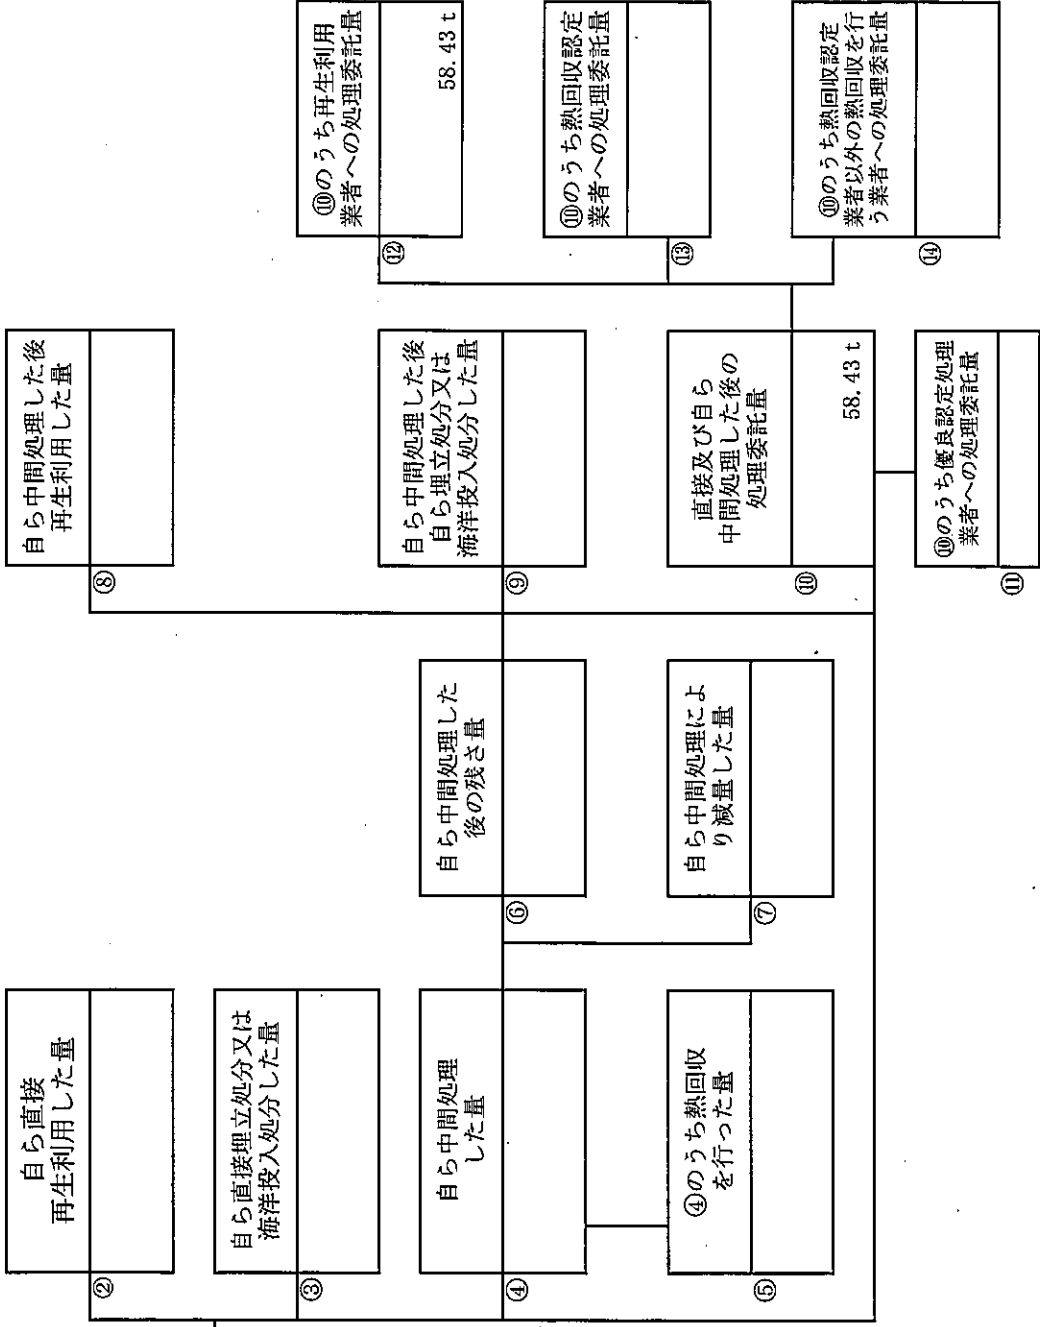 ②
自ら直接
再生利用した量
③
自ら直接埋立処分又は
海洋投入処分した量
④
自ら中間処理
した量
⑤
④のうち熱回収
を行った量
⑥
自ら中間処理した
後の残さ量
⑦
自ら中間処理によ
り減量した量
⑧
自ら中間処理した後
再生利用した量
⑨
自ら中間処理した後
自ら埋立処分又は
海洋投入処分した量
⑩
直接及び自ら
中間処理した後の
処理委託量
58.43 t
⑪
⑩のうち優良認定処理
業者への処理委託量
⑫
⑩のうち再生利用
業者への処理委託量
58.43 t
⑬
⑩のうち熱回収認定
業者への処理委託量
⑭
⑩のうち熱回収認定
業者以外の熱回収を行
う業者への処理委託量